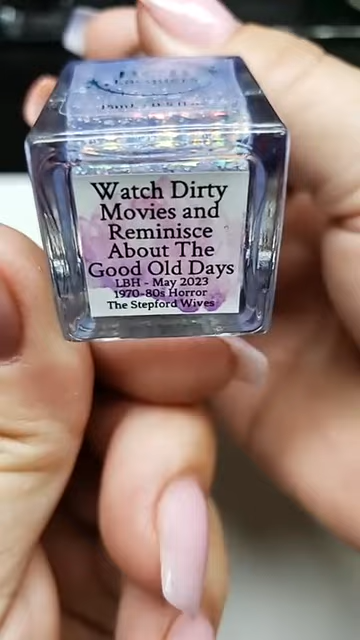 Watch Dirty
Movies and
Reminisce
About The
Good Old Days
LBH - May 2023
1970-80s Horror
The Stepford Wives